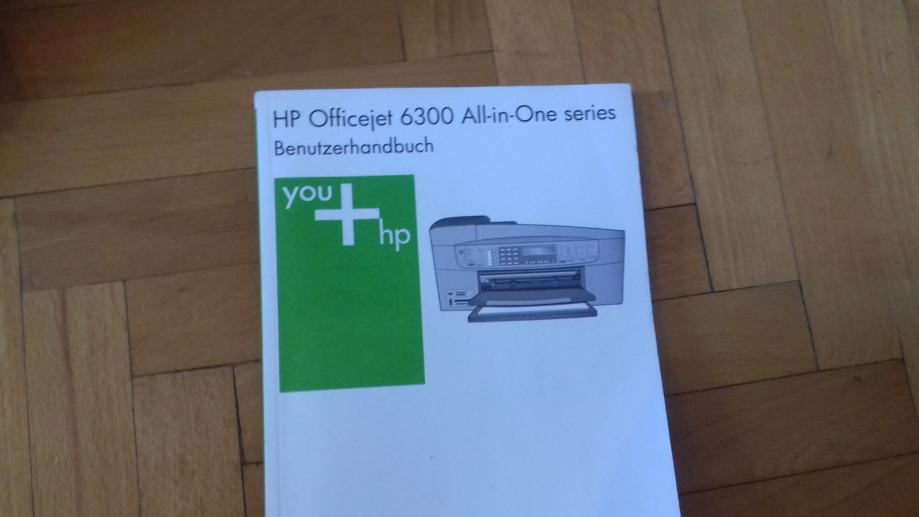 HP Officejet 6300 All-in-One series
Benutzerhandbuch
you
hp